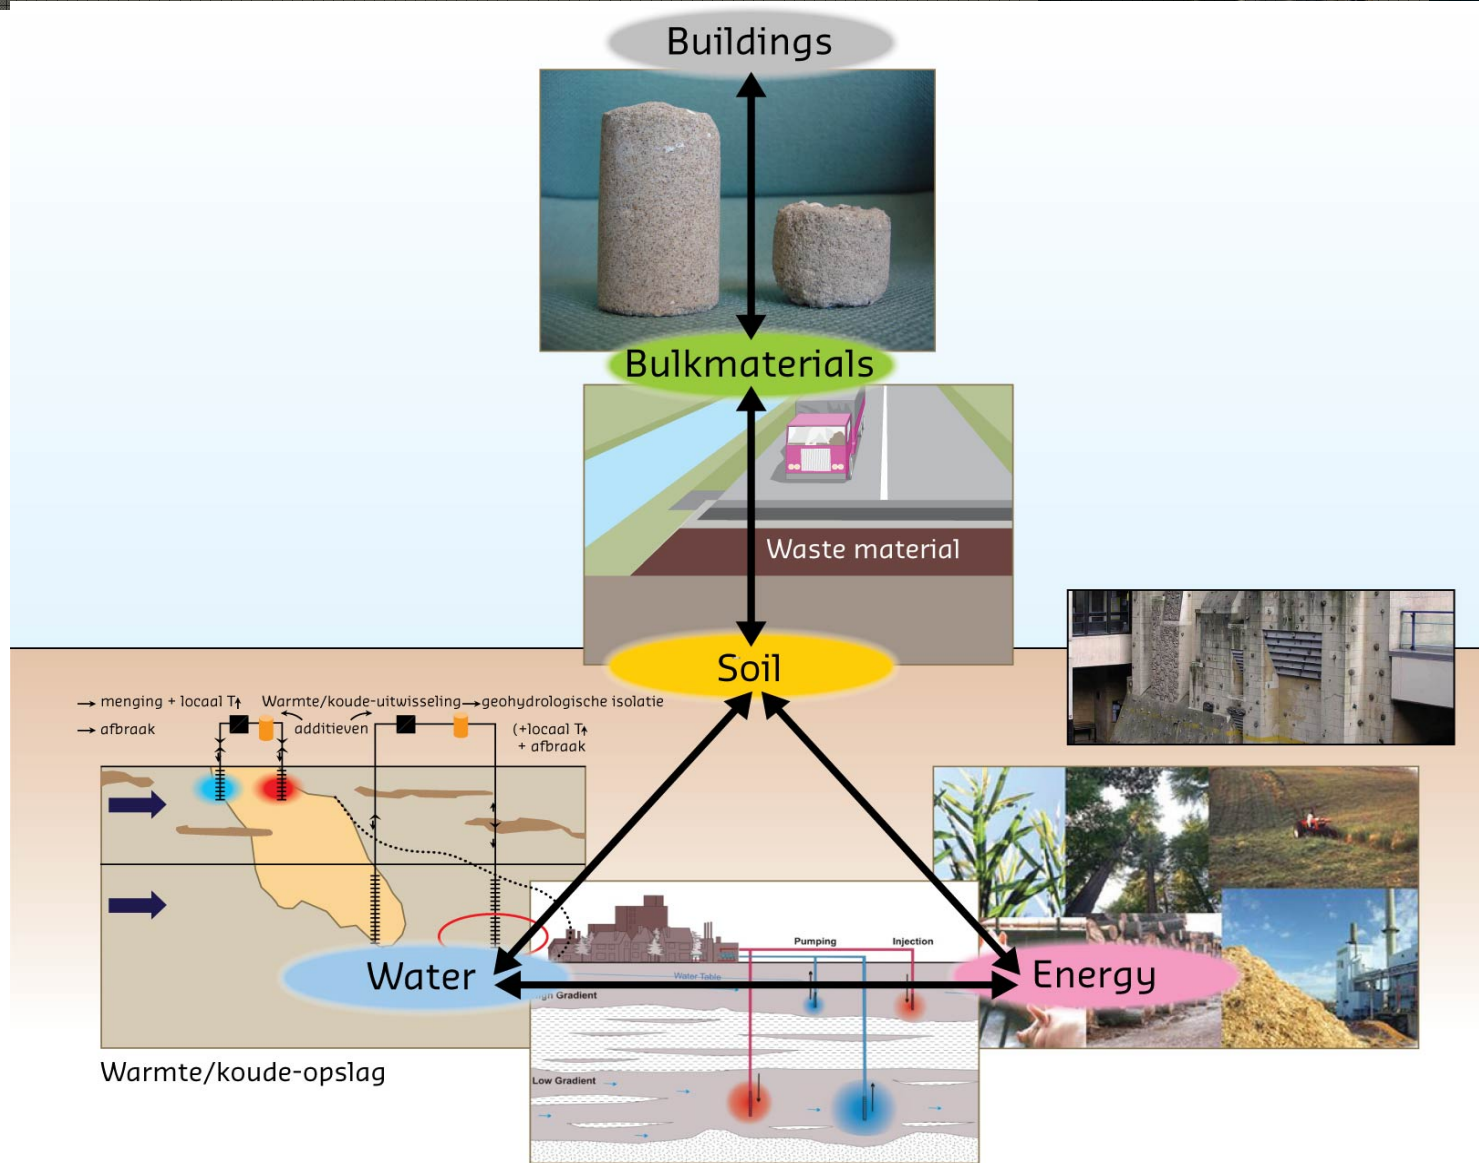 Buildings
Bulkmaterials
Waste material
Soil
→ menging + locaal T↑
Warmte/koude-uitwisseling → geohydrologische isolatie
→ afbraak
additieven
(+locaal T↑
+ afbraak
Pumping
Injection
Water
Energy
Water Table
High Gradient
Low Gradient
Warmte/koude-opslag